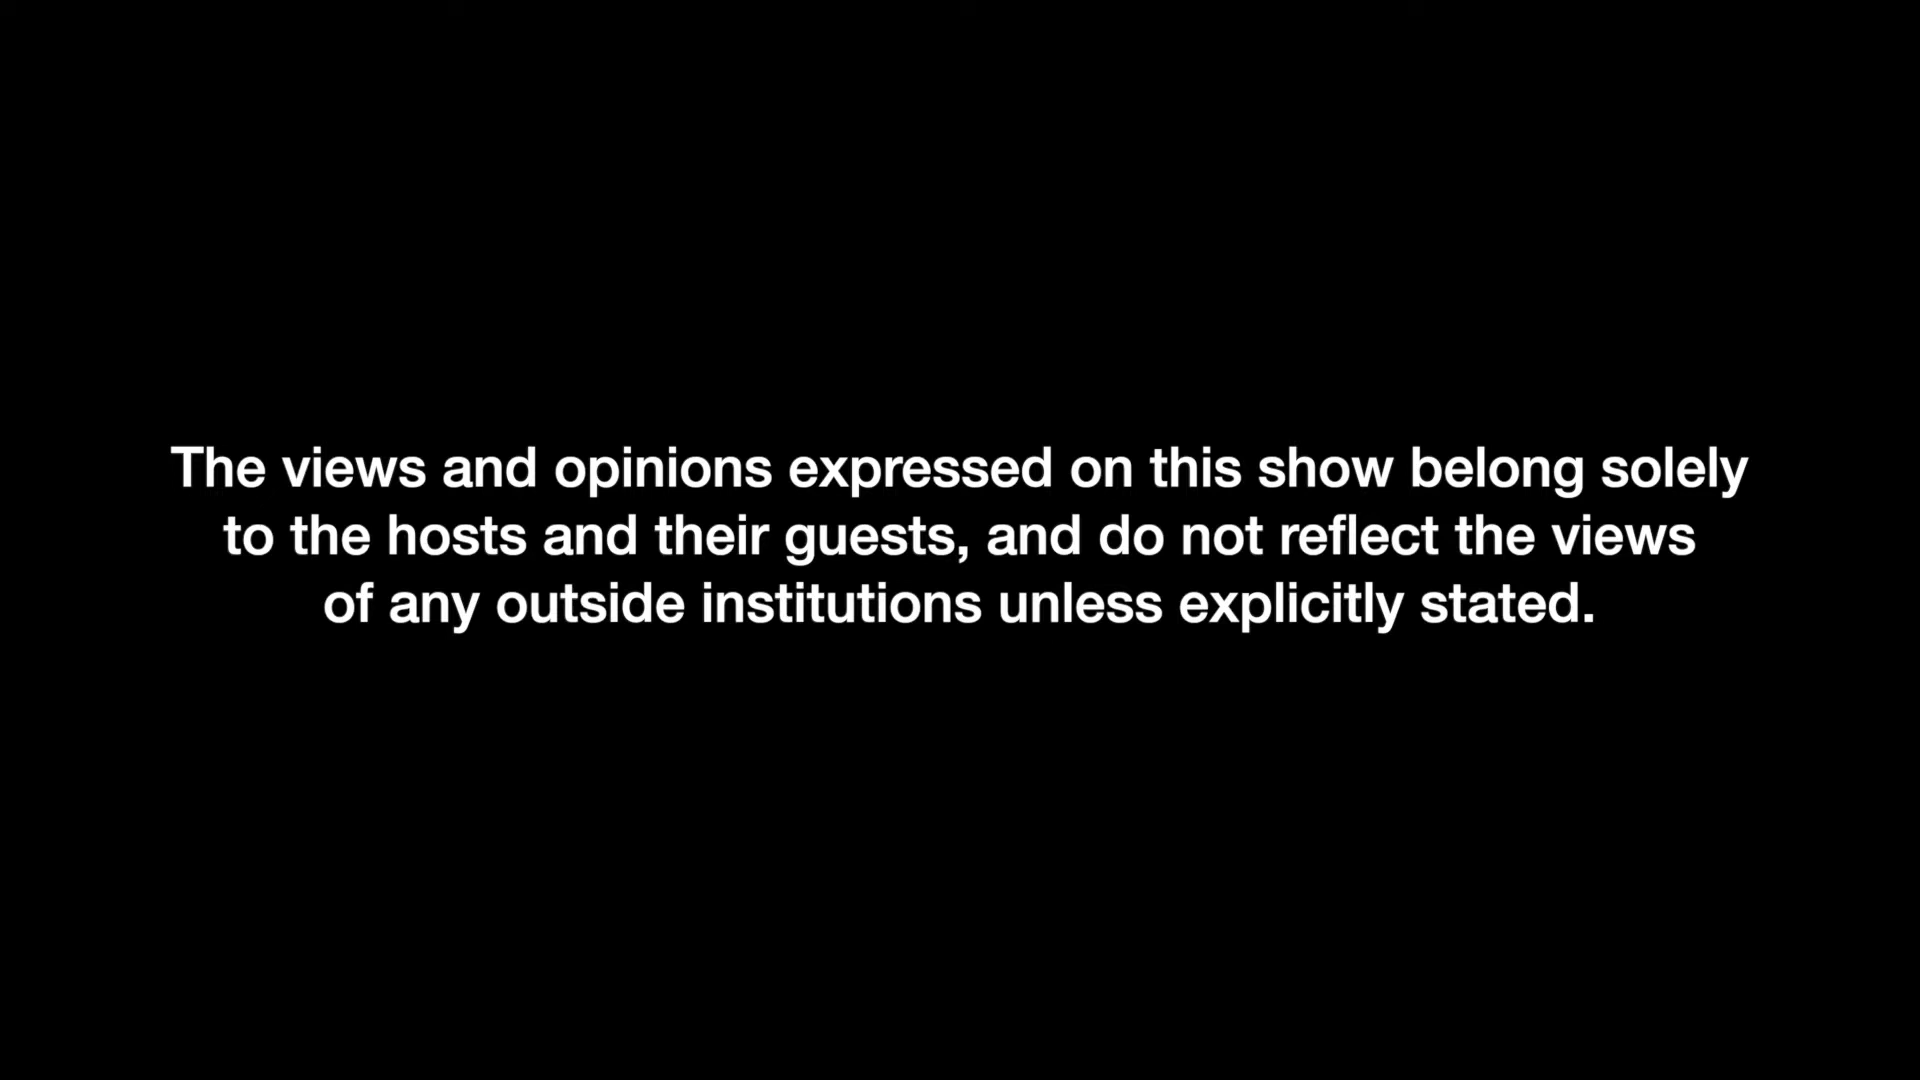 The views and opinions expressed on this show belong solely
to the hosts and their guests, and do not reflect the views
of any outside institutions unless explicitly stated.